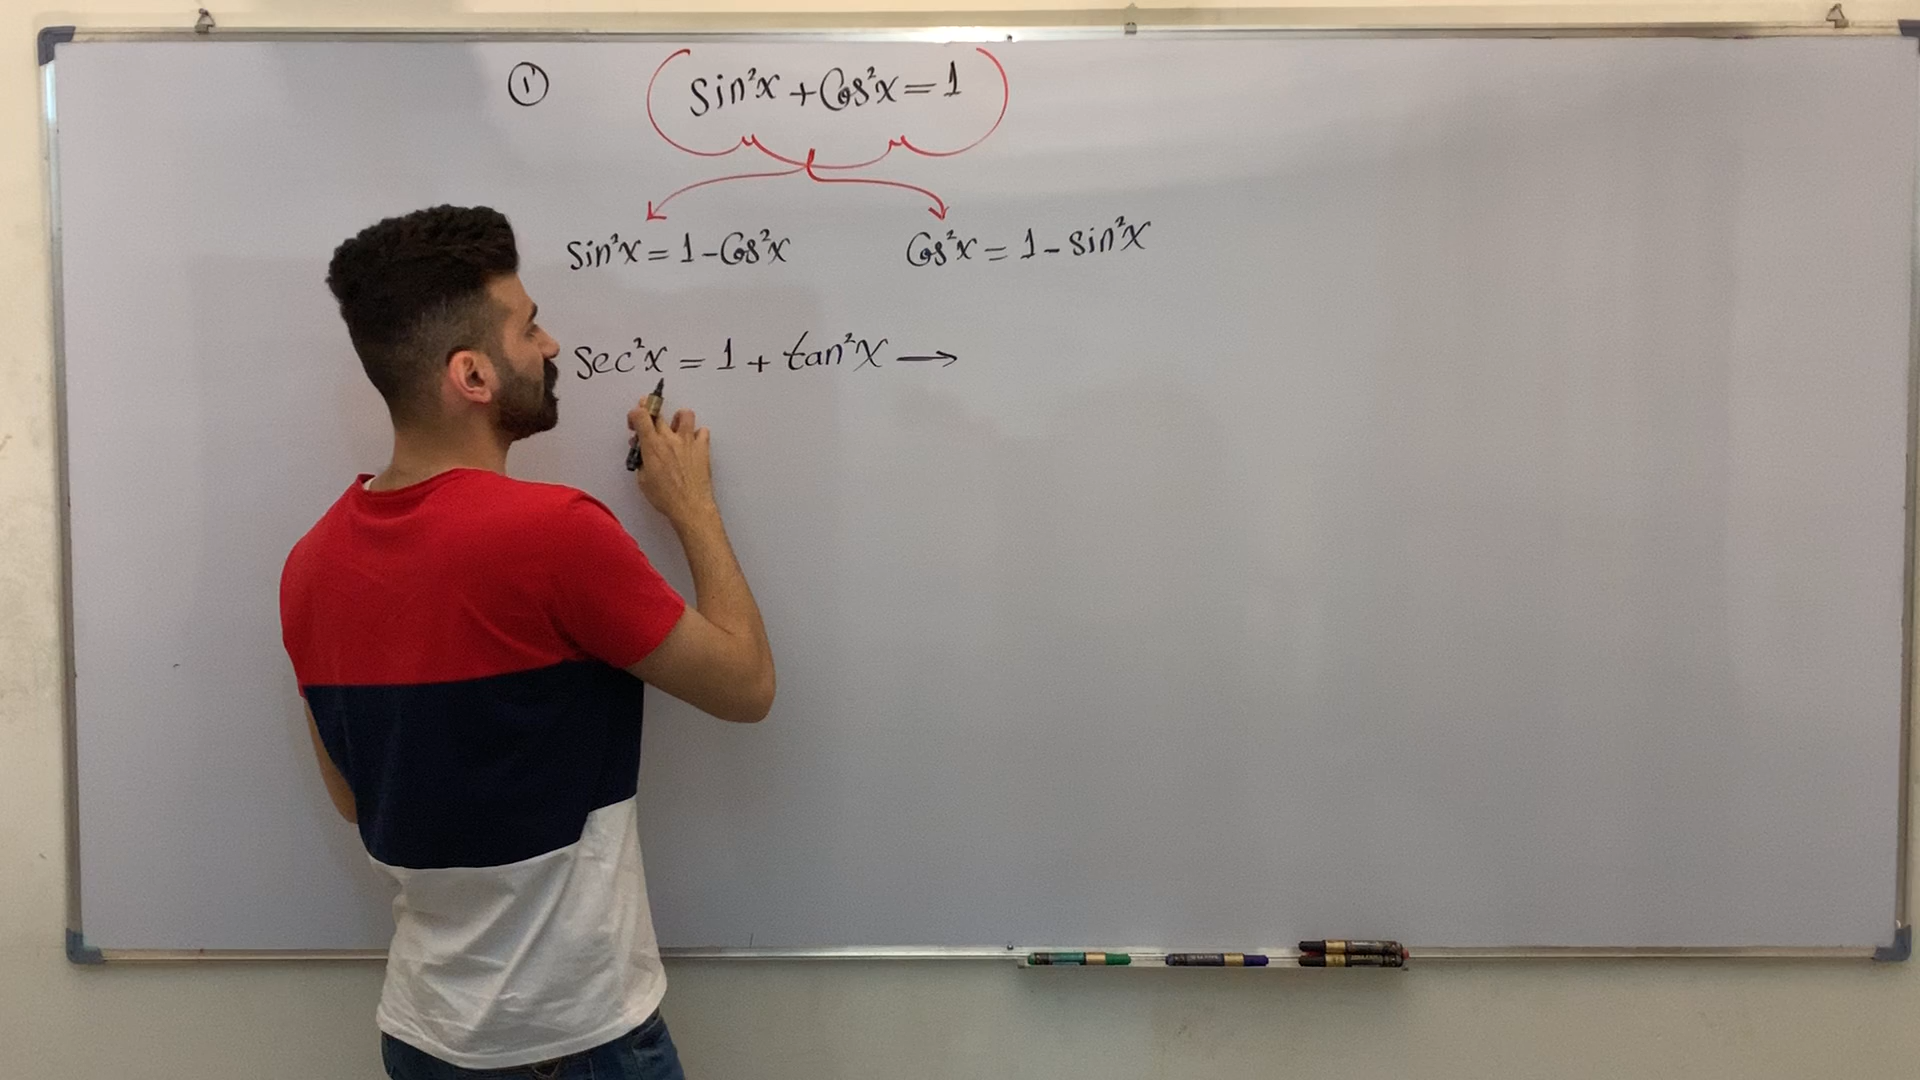 ① sin²x + Cos²x = 1
sin²x = 1 - Cos²x    Cos²x = 1 - sin²x
sec²x = 1 + tan²x →